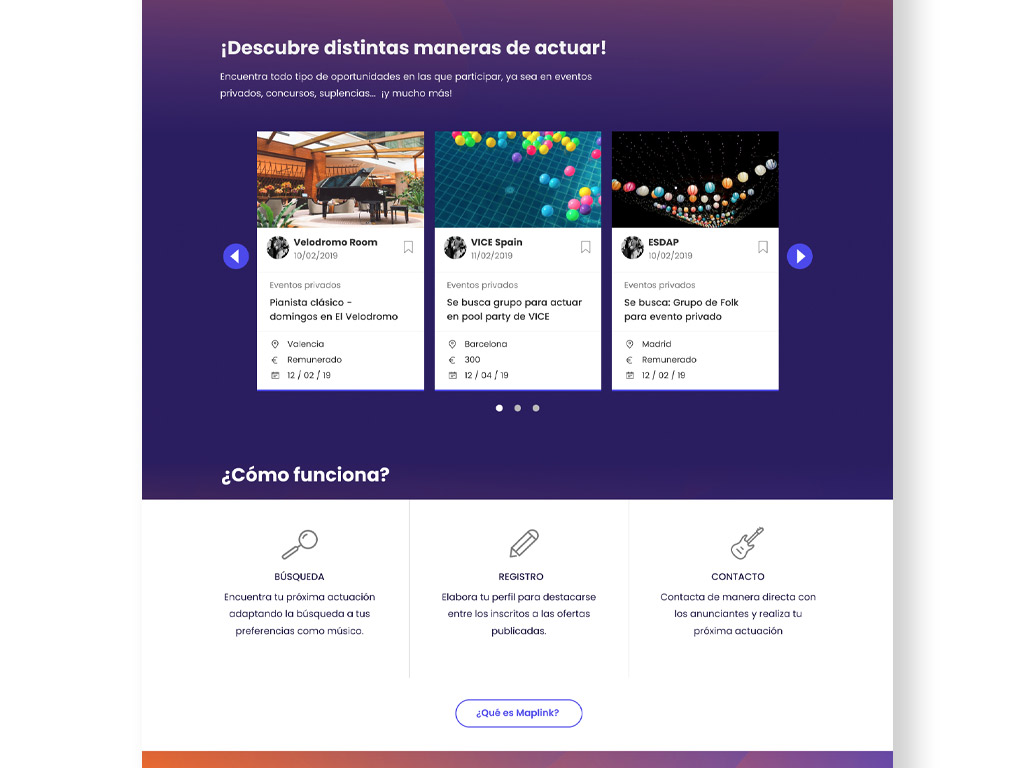 ¡Descubre distintas maneras de actuar!
Encuentra todo tipo de oportunidades en las que participar, ya sea en eventos
privados, concursos, suplencias... ¡y mucho más!
Velodromo Room
10/02/2019
Eventos privados
Pianista clásico -
domingos en El Velodromo
Valencia
€ Remunerado
12 / 02 / 19
VICE Spain
11/02/2019
Eventos privados
Se busca grupo para actuar
en pool party de VICE
Barcelona
€ 300
12 / 04 / 19
ESDAP
10/02/2019
Eventos privados
Se busca: Grupo de Folk
para evento privado
Madrid
€ Remunerado
12 / 02 / 19
¿Cómo funciona?
BÚSQUEDA
Encuentra tu próxima actuación
adaptando la búsqueda a tus
preferencias como músico.
REGISTRO
Elabora tu perfil para destacarse
entre los inscritos a las ofertas
publicadas.
CONTACTO
Contacta de manera directa con
los anunciantes y realiza tu
próxima actuación
¿Qué es Maplink?